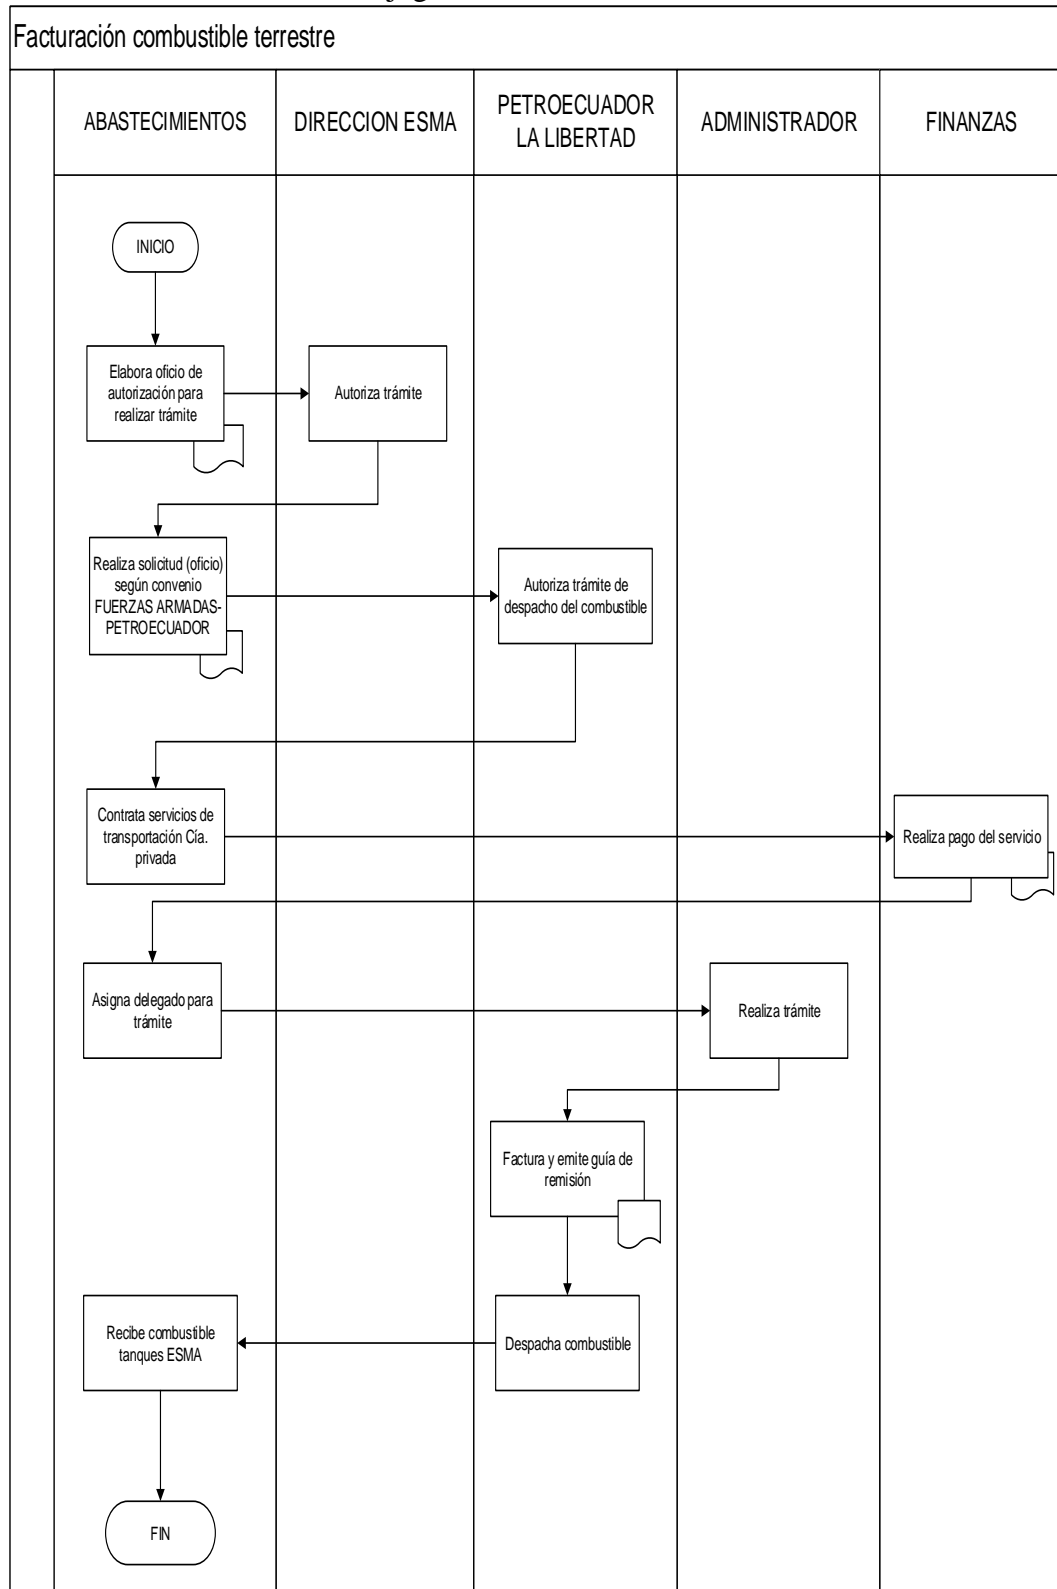 Facturación combustible terrestre
ABASTECIMIENTOS
DIRECCION ESMA
PETROECUADOR
LA LIBERTAD
ADMINISTRADOR
FINANZAS
INICIO
Elabora oficio de
autorización para
realizar trámite
Autoriza trámite
Realiza solicitud (oficio)
según convenio
FUERZAS ARMADAS-
PETROECUADOR
Autoriza trámite de
despacho del combustible
Contrata servicios de
transportación Cía.
privada
Realiza pago del servicio
Asigna delegado para
trámite
Realiza trámite
Factura y emite guía de
remisión
Recibe combustible
tanques ESMA
Despacha combustible
FIN